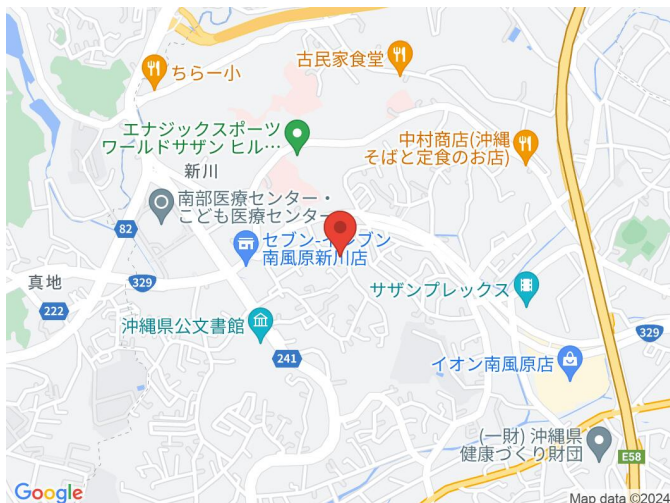 ちらー小
古民家食堂
エナジックスポーツ
ワールドサザン ヒル…
中村商店(沖縄
そばと定食のお店)
新川
南部医療センター・
こども医療センター
82
セブン-イレブン
南風原新川店
真地
329
222
サザンプレックス
沖縄県公文書館
329
241
イオン南風原店
(一財) 沖縄県
健康づくり財団
E58
Google
Map data ©2024